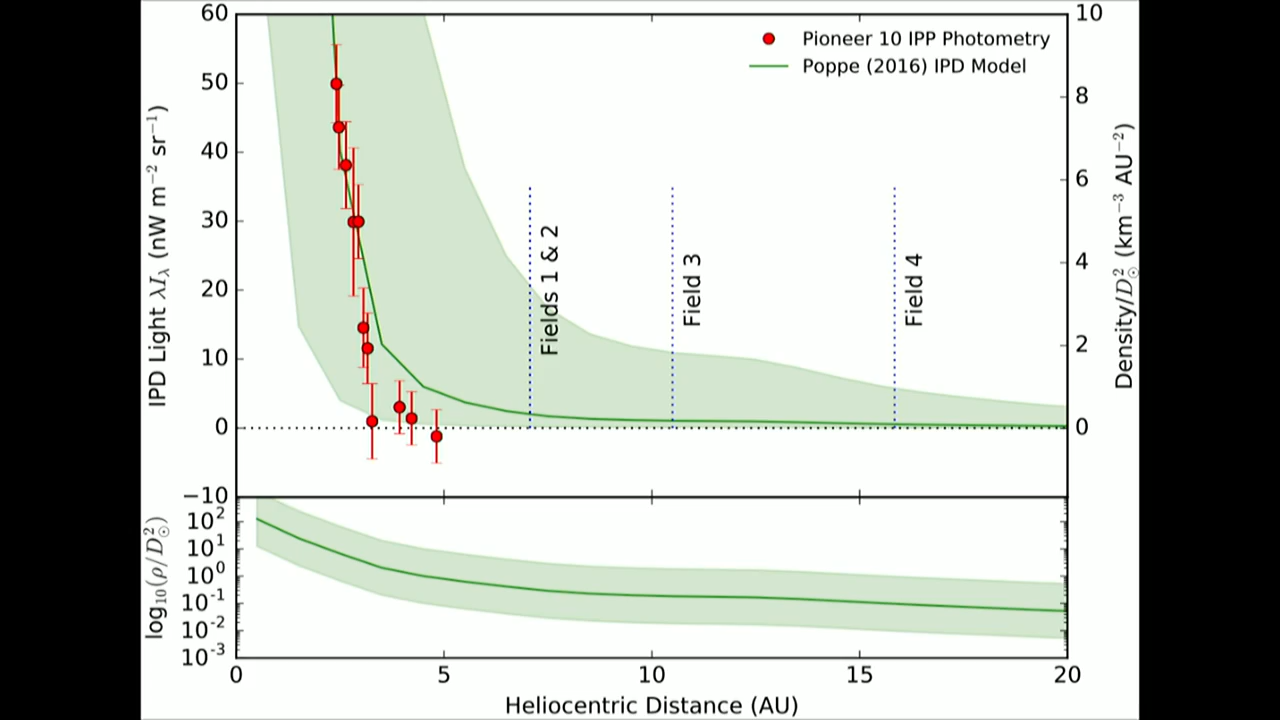 Pioneer 10 IPP Photometry
Poppe (2016) IPD Model
IPD Light λI_λ (nW m⁻² sr⁻¹)
60
50
40
30
20
10
0
−10
10
8
6
4
2
0
Density/D²_⊙ (km⁻³ AU⁻²)
Fields 1 & 2
Field 3
Field 4
log₁₀(ρ/D²_⊙)
10²
10¹
10⁰
10⁻¹
10⁻²
10⁻³
0 5 10 15 20
Heliocentric Distance (AU)